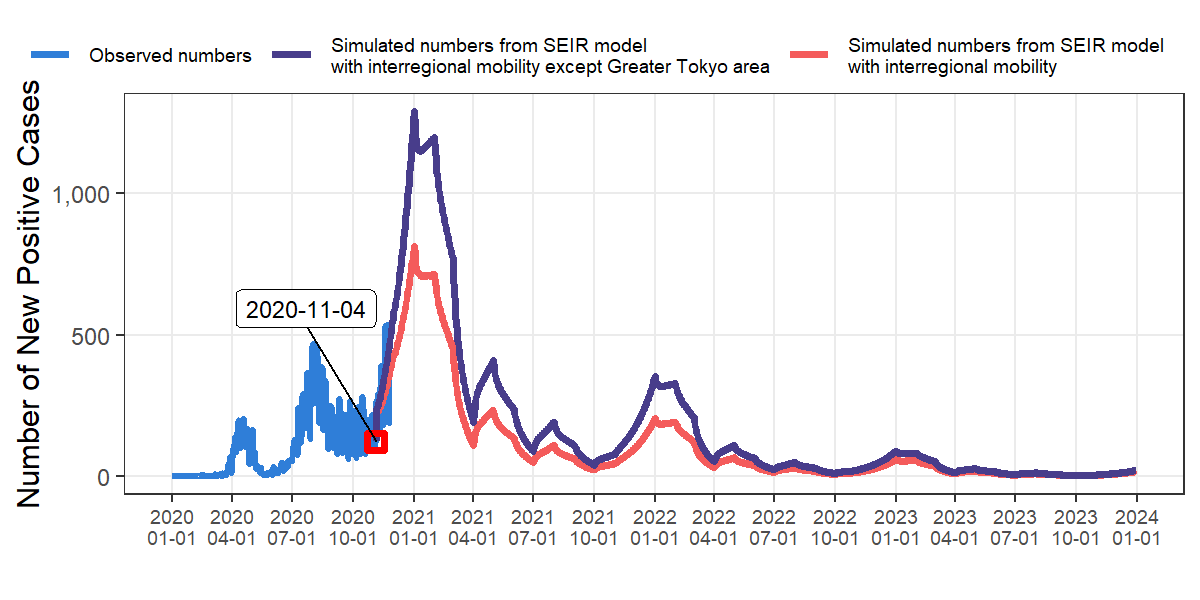 Observed numbers
Simulated numbers from SEIR model
with interregional mobility except Greater Tokyo area
Simulated numbers from SEIR model
with interregional mobility
Number of New Positive Cases
1,000
500
0
2020-11-04
2020 2020 2020 2020 2021 2021 2021 2021 2022 2022 2022 2022 2023 2023 2023 2023 2024
01-01 04-01 07-01 10-01 01-01 04-01 07-01 10-01 01-01 04-01 07-01 10-01 01-01 04-01 07-01 10-01 01-01